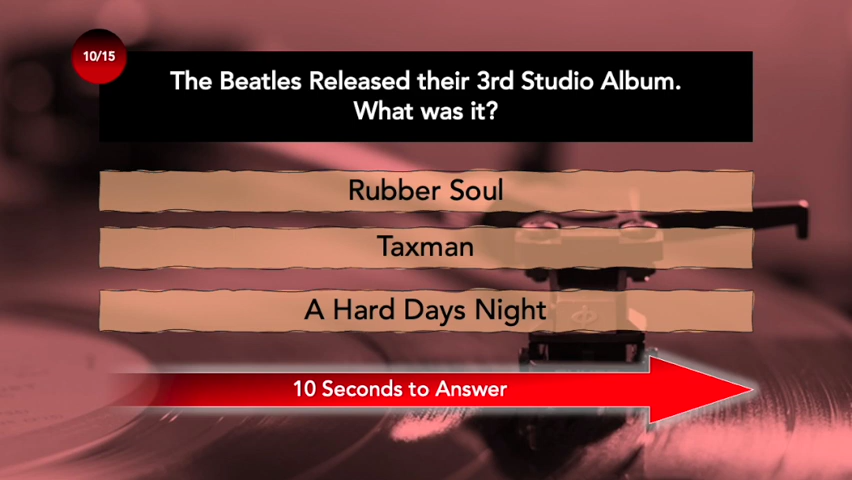 10/15
The Beatles Released their 3rd Studio Album.
What was it?
Rubber Soul
Taxman
A Hard Days Night
10 Seconds to Answer